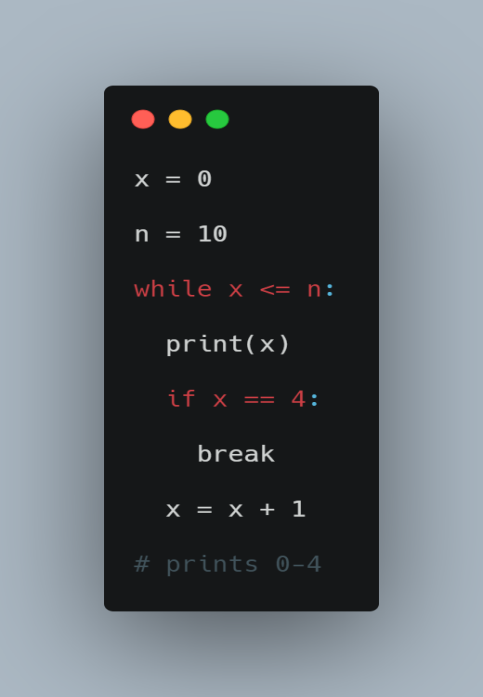 x = 0
n = 10
while x <= n:
  print(x)
  if x == 4:
    break
  x = x + 1
# prints 0-4